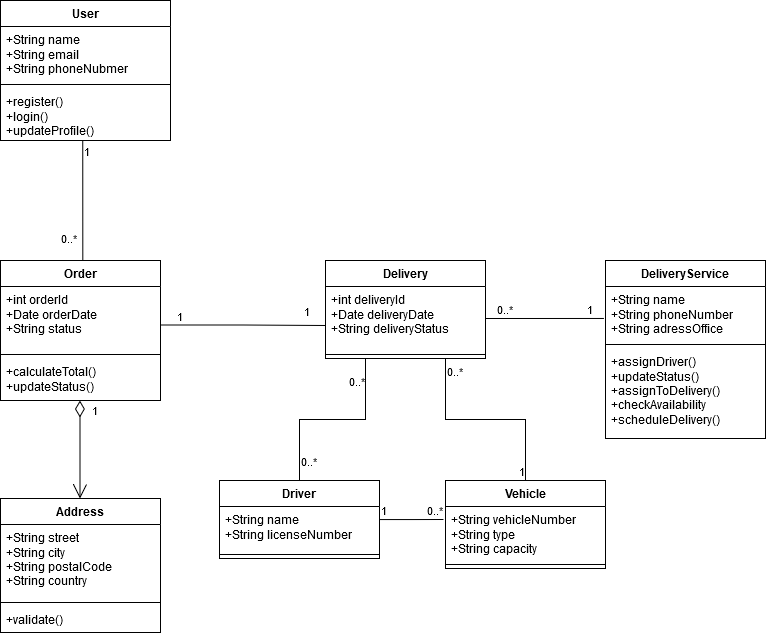 User
+String name
+String email
+String phoneNubmer
+register()
+login()
+updateProfile()
1
0..*
Order
+int orderId
+Date orderDate
+String status
+calculateTotal()
+updateStatus()
1
1
Delivery
+int deliveryId
+Date deliveryDate
+String deliveryStatus
0..*
1
DeliveryService
+String name
+String phoneNumber
+String adressOffice
+assignDriver()
+updateStatus()
+assignToDelivery()
+checkAvailability
+scheduleDelivery()
1
0..*
0..*
0..*
1
Driver
+String name
+String licenseNumber
1
0..*
Vehicle
+String vehicleNumber
+String type
+String capacity
Address
+String street
+String city
+String postalCode
+String country
+validate()